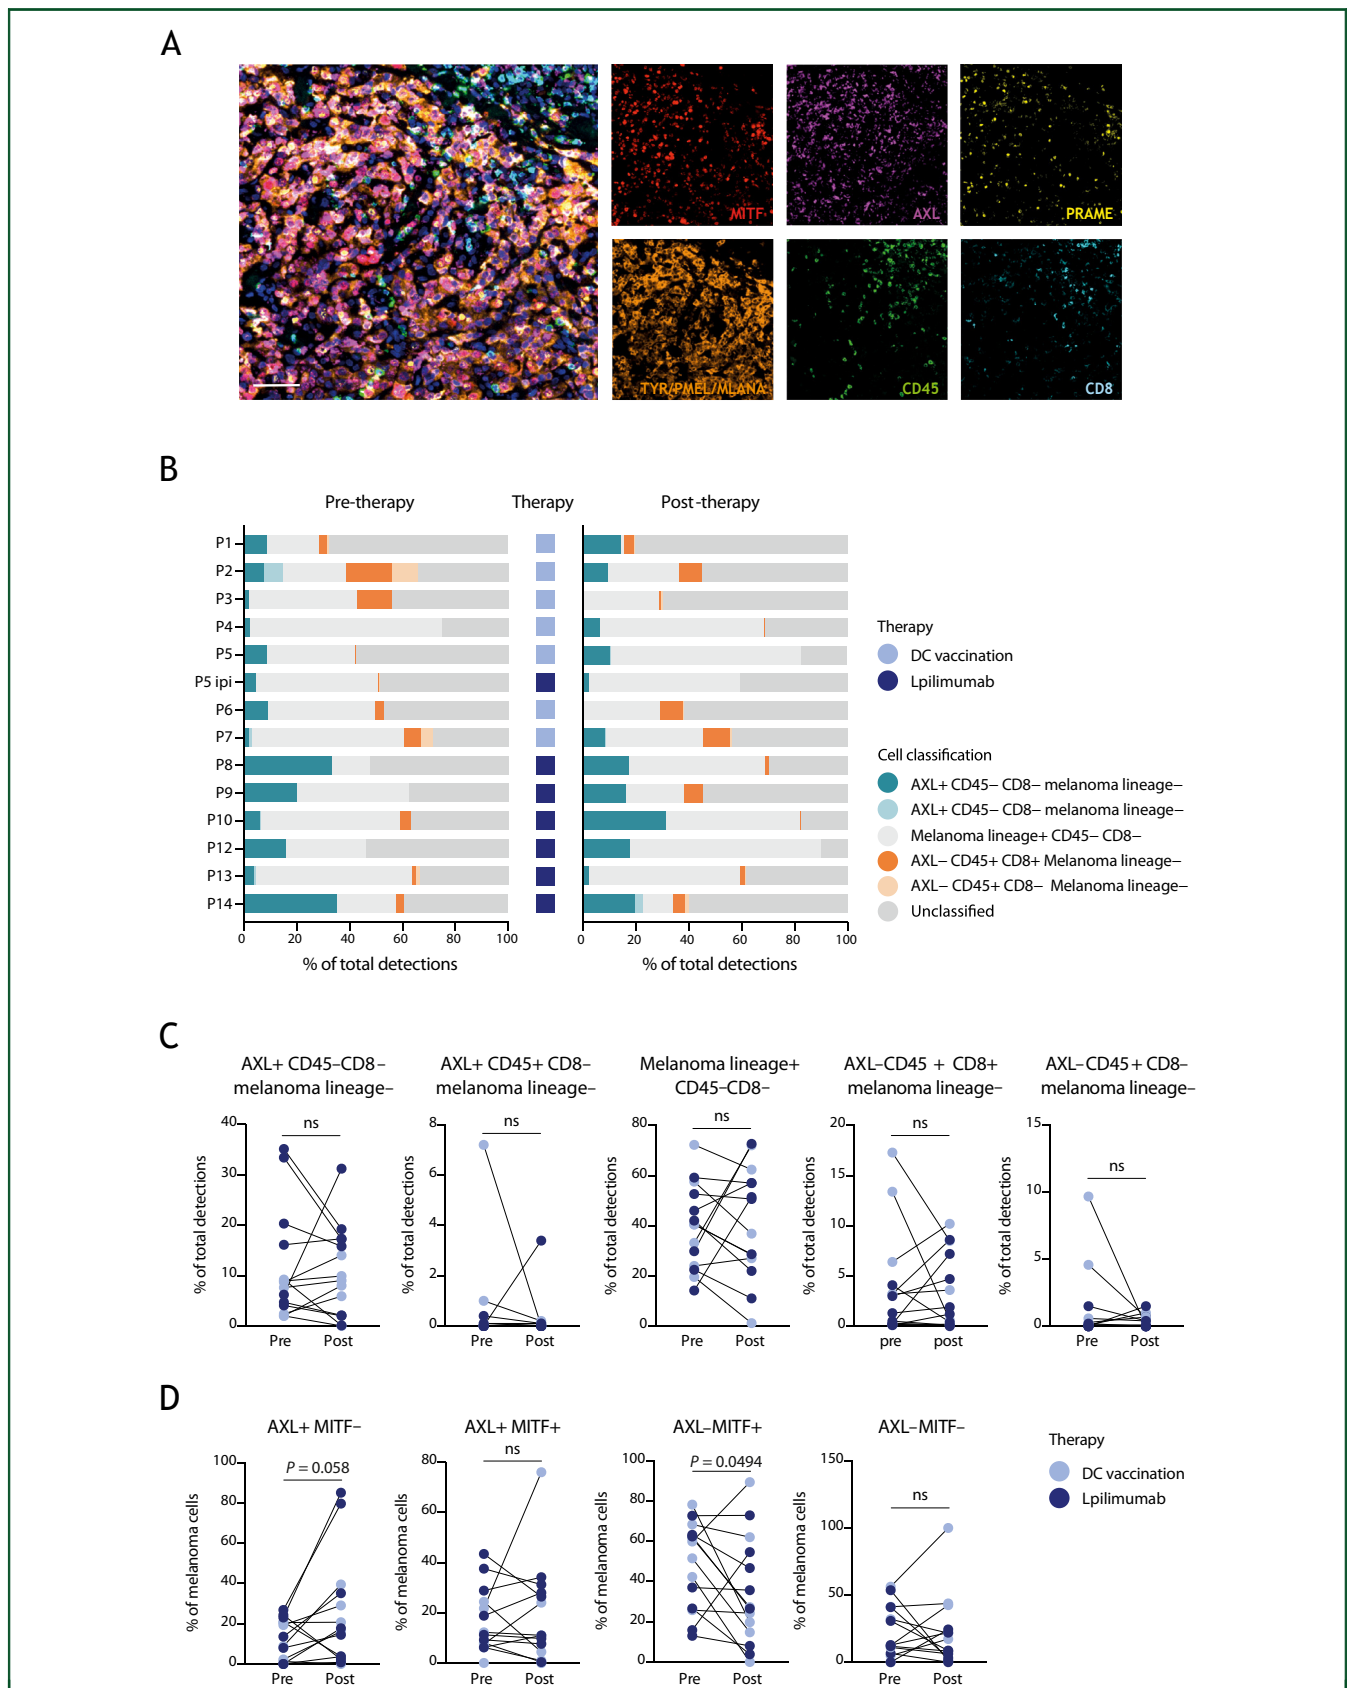 A
MITF
AXL
PRAME
TYR/PMEL/MLANA
CD45
CD8
B
Pre-therapy
Therapy
Post-therapy
P1
P2
P3
P4
P5
P5 ipi
P6
P7
P8
P9
P10
P12
P13
P14
0 20 40 60 80 100
% of total detections
0 20 40 60 80 100
% of total detections
Therapy
DC vaccination
Lpilimumab
Cell classification
AXL+ CD45– CD8– melanoma lineage–
AXL+ CD45– CD8– melanoma lineage–
Melanoma lineage+ CD45– CD8–
AXL– CD45+ CD8+ Melanoma lineage–
AXL– CD45+ CD8– Melanoma lineage–
Unclassified
C
AXL+ CD45–CD8–
melanoma lineage–
% of total detections
40
30
20
10
0
ns
Pre Post
AXL+ CD45+ CD8–
melanoma lineage–
% of total detections
8
6
4
2
0
ns
Pre Post
Melanoma lineage+
CD45–CD8–
% of total detections
80
60
40
20
0
ns
Pre Post
AXL–CD45 + CD8+
melanoma lineage–
% of total detections
20
15
10
5
0
ns
pre post
AXL–CD45 + CD8–
melanoma lineage–
% of total detections
15
10
5
0
ns
Pre Post
D
AXL+ MITF–
% of melanoma cells
100
80
60
40
20
0
P = 0.058
Pre Post
AXL+ MITF+
% of melanoma cells
80
60
40
20
0
ns
Pre Post
AXL–MITF+
% of melanoma cells
100
80
60
40
20
0
P = 0.0494
Pre Post
AXL–MITF–
% of melanoma cells
150
100
50
0
ns
Pre Post
Therapy
DC vaccination
Lpilimumab